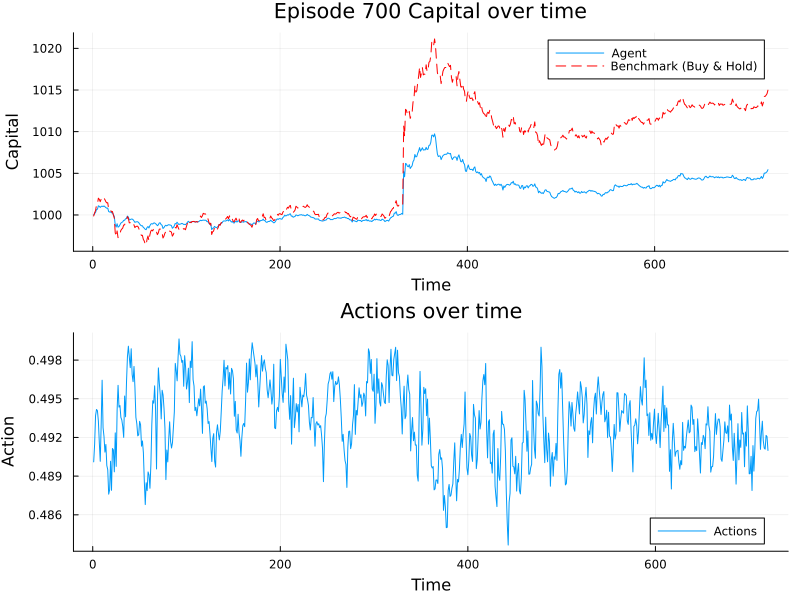 Episode 700 Capital over time
Capital
1020
1015
1010
1005
1000
Agent
Benchmark (Buy & Hold)
0
200
400
600
Time
Actions over time
Action
0.498
0.495
0.492
0.489
0.486
Actions
0
200
400
600
Time